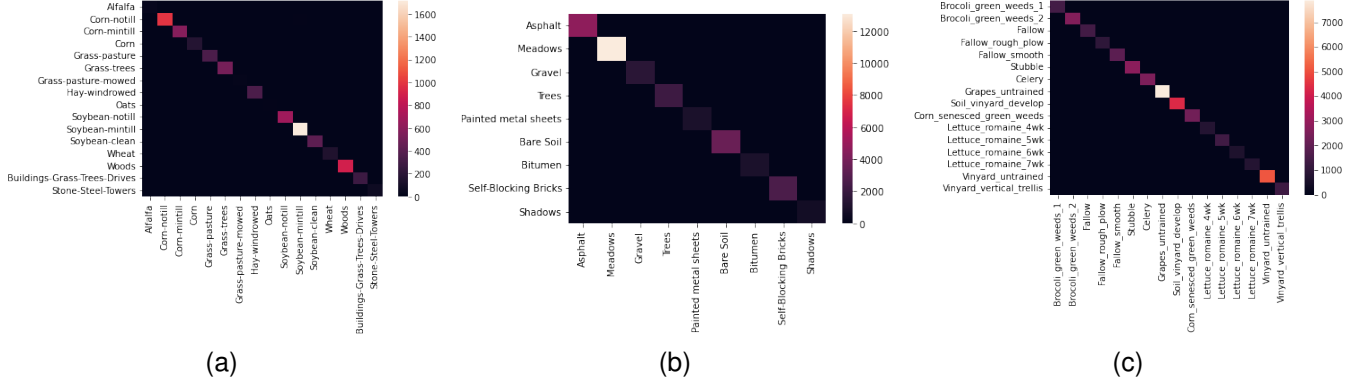 Alfalfa
Corn-notill
Corn-mintill
Corn
Grass-pasture
Grass-trees
Grass-pasture-mowed
Hay-windrowed
Oats
Soybean-notill
Soybean-mintill
Soybean-clean
Wheat
Woods
Buildings-Grass-Trees-Drives
Stone-Steel-Towers
Alfalfa
Corn-notill
Corn-mintill
Corn
Grass-pasture
Grass-trees
Grass-pasture-mowed
Hay-windrowed
Oats
Soybean-notill
Soybean-mintill
Soybean-clean
Wheat
Woods
Buildings-Grass-Trees-Drives
Stone-Steel-Towers
1600
1400
1200
1000
800
600
400
200
0
(a)
Asphalt
Meadows
Gravel
Trees
Painted metal sheets
Bare Soil
Bitumen
Self-Blocking Bricks
Shadows
Asphalt
Meadows
Gravel
Trees
Painted metal sheets
Bare Soil
Bitumen
Self-Blocking Bricks
Shadows
12000
10000
8000
6000
4000
2000
0
(b)
Brocoli_green_weeds_1
Brocoli_green_weeds_2
Fallow
Fallow_rough_plow
Fallow_smooth
Stubble
Celery
Grapes_untrained
Soil_vinyard_develop
Corn_senesced_green_weeds
Lettuce_romaine_4wk
Lettuce_romaine_5wk
Lettuce_romaine_6wk
Lettuce_romaine_7wk
Vinyard_untrained
Vinyard_vertical_trellis
Brocoli_green_weeds_1
Brocoli_green_weeds_2
Fallow
Fallow_rough_plow
Fallow_smooth
Stubble
Celery
Grapes_untrained
Soil_vinyard_develop
Corn_senesced_green_weeds
Lettuce_romaine_4wk
Lettuce_romaine_5wk
Lettuce_romaine_6wk
Lettuce_romaine_7wk
Vinyard_untrained
Vinyard_vertical_trellis
7000
6000
5000
4000
3000
2000
1000
0
(c)